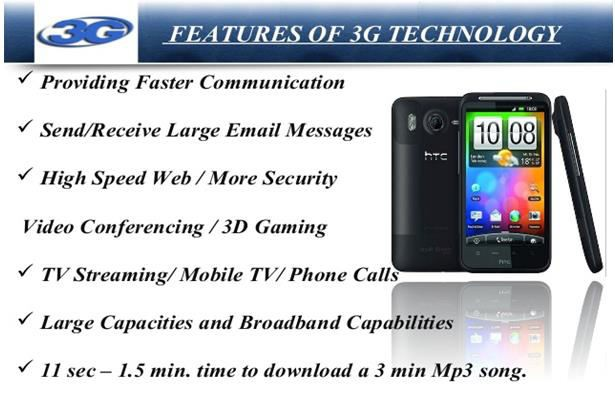 3G FEATURES OF 3G TECHNOLOGY
✓ Providing Faster Communication
✓ Send/Receive Large Email Messages
✓ High Speed Web / More Security
Video Conferencing / 3D Gaming
✓ TV Streaming/ Mobile TV/ Phone Calls
✓ Large Capacities and Broadband Capabilities
✓ 11 sec – 1.5 min. time to download a 3 min Mp3 song.
hTC
10 08
hTC